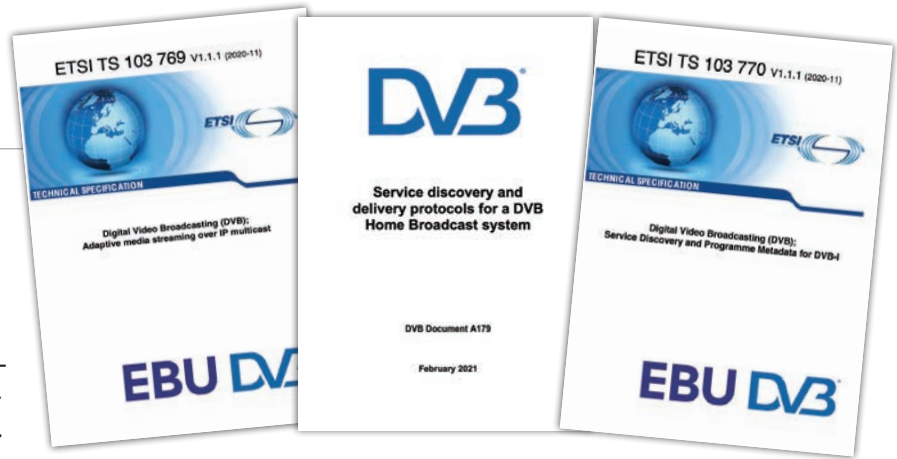 ETSI TS 103 769 V1.1.1 (2020-11)
ETSI
TECHNICAL SPECIFICATION
Digital Video Broadcasting (DVB);
Adaptive media streaming over IP multicast
EBU DVB
DVB
Service discovery and
delivery protocols for a DVB
Home Broadcast system
DVB Document A179
February 2021
ETSI TS 103 770 V1.1.1 (2020-11)
ETSI
TECHNICAL SPECIFICATION
Digital Video Broadcasting (DVB);
Service Discovery and Programme Metadata for DVB-I
EBU DVB